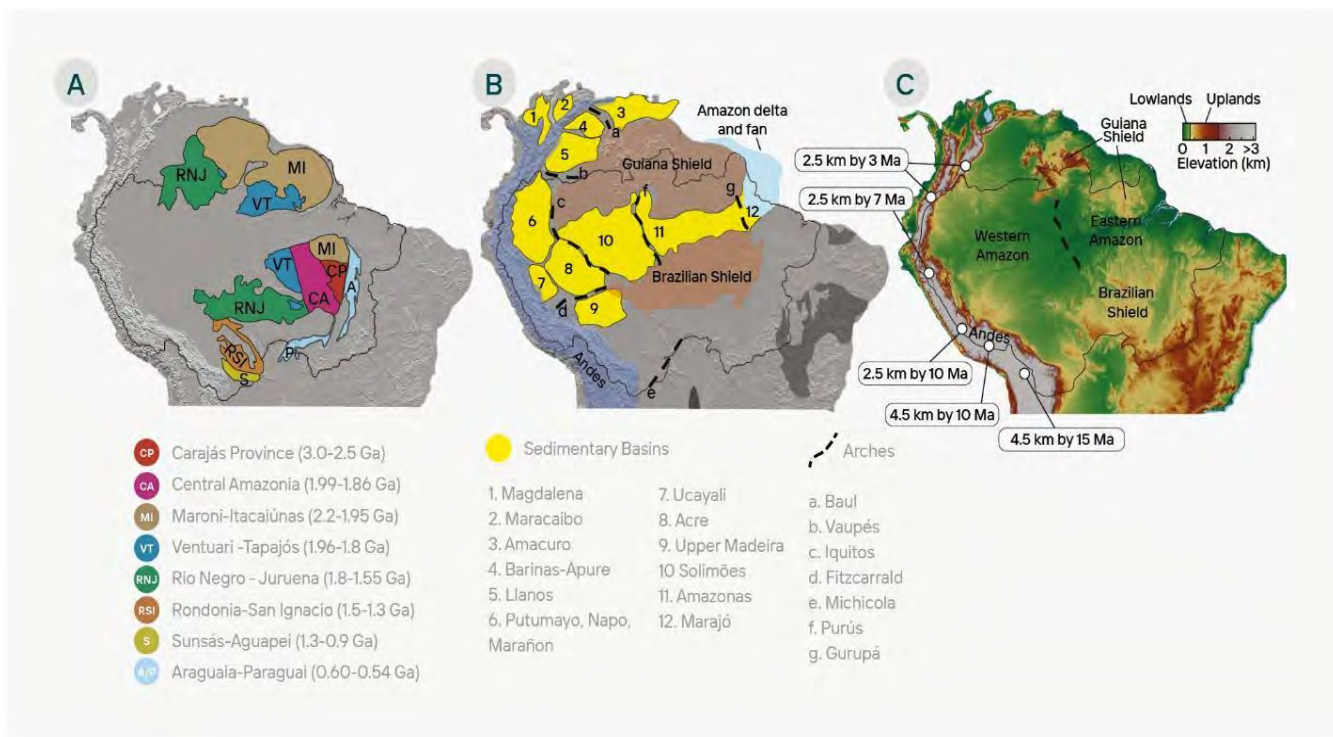 A
RNJ
MI
VT
MI
VT
CP
CA
A
RNJ
P
RSI
S
CP Carajás Province (3.0-2.5 Ga)
CA Central Amazonia (1.99-1.86 Ga)
MI Maroni-Itacaiúnas (2.2-1.95 Ga)
VT Ventuari -Tapajós (1.96-1.8 Ga)
RNJ Rio Negro - Juruena (1.8-1.55 Ga)
RSI Rondonia-San Ignacio (1.5-1.3 Ga)
S Sunsás-Aguapei (1.3-0.9 Ga)
A/P Araguaia-Paraguai (0.60-0.54 Ga)
B
1
2
3
4
a
5
b
Guiana Shield
Amazon delta
and fan
f
g
c
6
10
11
12
8
7
Brazilian Shield
d
9
Andes
e
Sedimentary Basins
1. Magdalena
2. Maracaibo
3. Amacuro
4. Barinas-Apure
5. Llanos
6. Putumayo, Napo,
Marañon
7. Ucayali
8. Acre
9. Upper Madeira
10 Solimões
11. Amazonas
12. Marajó
Arches
a. Baul
b. Vaupés
c. Iquitos
d. Fitzcarrald
e. Michicola
f. Purús
g. Gurupá
C
Lowlands Uplands
0 1 2 >3
Elevation (km)
Guiana
Shield
2.5 km by 3 Ma
2.5 km by 7 Ma
Western
Amazon
Eastern
Amazon
Brazilian
Shield
Andes
2.5 km by 10 Ma
4.5 km by 10 Ma
4.5 km by 15 Ma